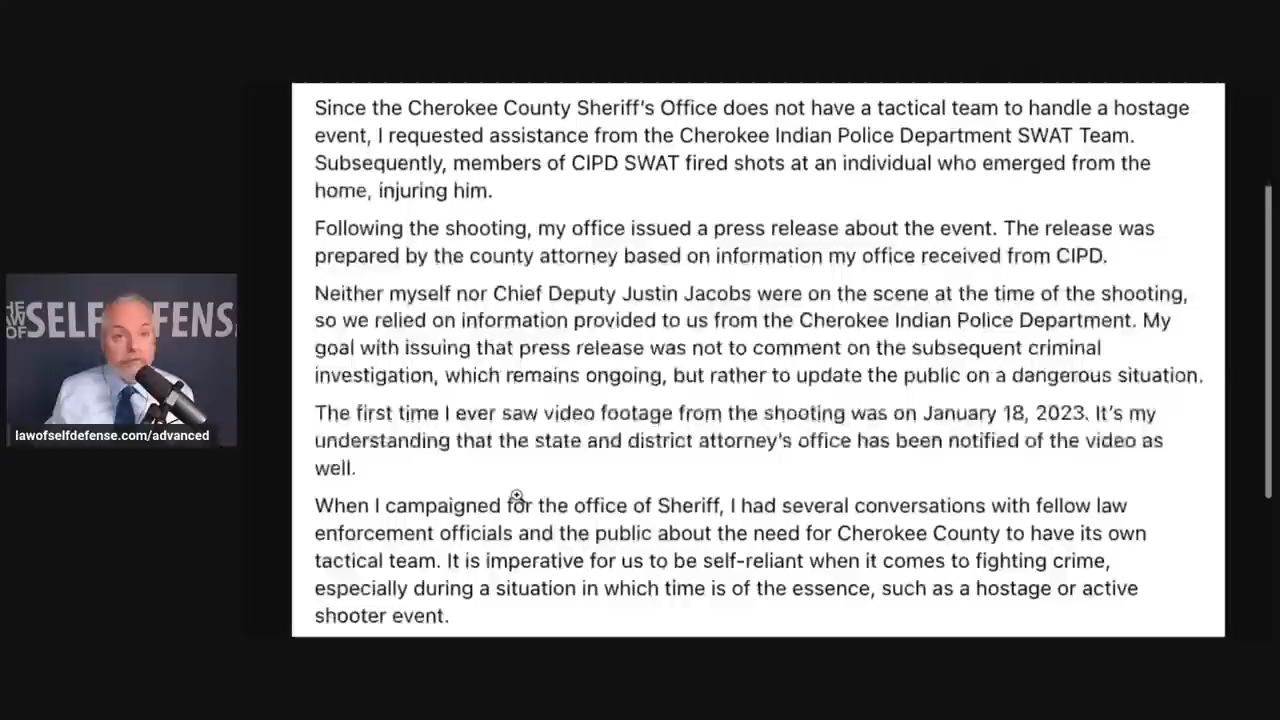 Since the Cherokee County Sheriff's Office does not have a tactical team to handle a hostage
event, I requested assistance from the Cherokee Indian Police Department SWAT Team.
Subsequently, members of CIPD SWAT fired shots at an individual who emerged from the
home, injuring him.
Following the shooting, my office issued a press release about the event. The release was
prepared by the county attorney based on information my office received from CIPD.
Neither myself nor Chief Deputy Justin Jacobs were on the scene at the time of the shooting,
so we relied on information provided to us from the Cherokee Indian Police Department. My
goal with issuing that press release was not to comment on the subsequent criminal
investigation, which remains ongoing, but rather to update the public on a dangerous situation.
The first time I ever saw video footage from the shooting was on January 18, 2023. It's my
understanding that the state and district attorney's office has been notified of the video as
well.
When I campaigned for the office of Sheriff, I had several conversations with fellow law
enforcement officials and the public about the need for Cherokee County to have its own
tactical team. It is imperative for us to be self-reliant when it comes to fighting crime,
especially during a situation in which time is of the essence, such as a hostage or active
shooter event.
OF SELF
lawofselfdefense.com/advanced